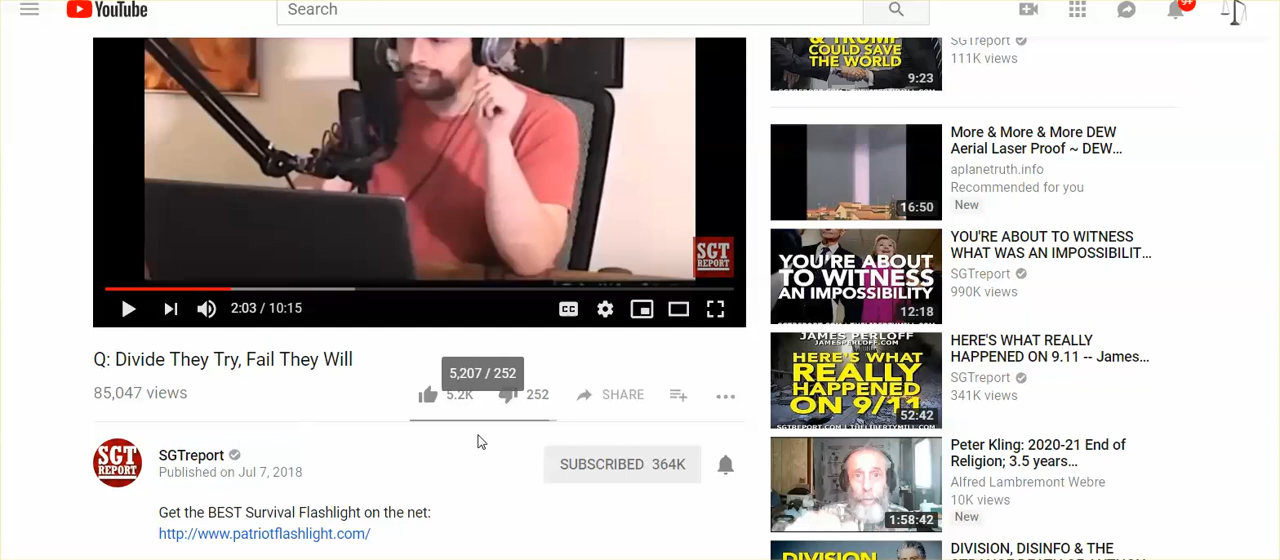 YouTube
Search
9+
COULD SAVE
THE WORLD
9:23
SGTreport
111K views
SGT
REPORT
2:03 / 10:15
CC
Q: Divide They Try, Fail They Will
85,047 views
5,207 / 252
5.2K
252
SHARE
SGT
REPORT
SGTreport
Published on Jul 7, 2018
SUBSCRIBED 364K
Get the BEST Survival Flashlight on the net:
http://www.patriotflashlight.com/
16:50
More & More & More DEW
Aerial Laser Proof ~ DEW...
aplanetruth.info
Recommended for you
New
YOU'RE ABOUT
TO WITNESS
AN IMPOSSIBILITY
12:18
YOU'RE ABOUT TO WITNESS
WHAT WAS AN IMPOSSIBILIT...
SGTreport
990K views
JAMES PERLOFF
JAMESPERLOFF.COM
HERE'S WHAT
REALLY
HAPPENED
ON 9/11
52:42
HERE'S WHAT REALLY
HAPPENED ON 9.11 -- James...
SGTreport
341K views
1:58:42
Peter Kling: 2020-21 End of
Religion; 3.5 years...
Alfred Lambremont Webre
10K views
New
DIVISION
DIVISION, DISINFO & THE